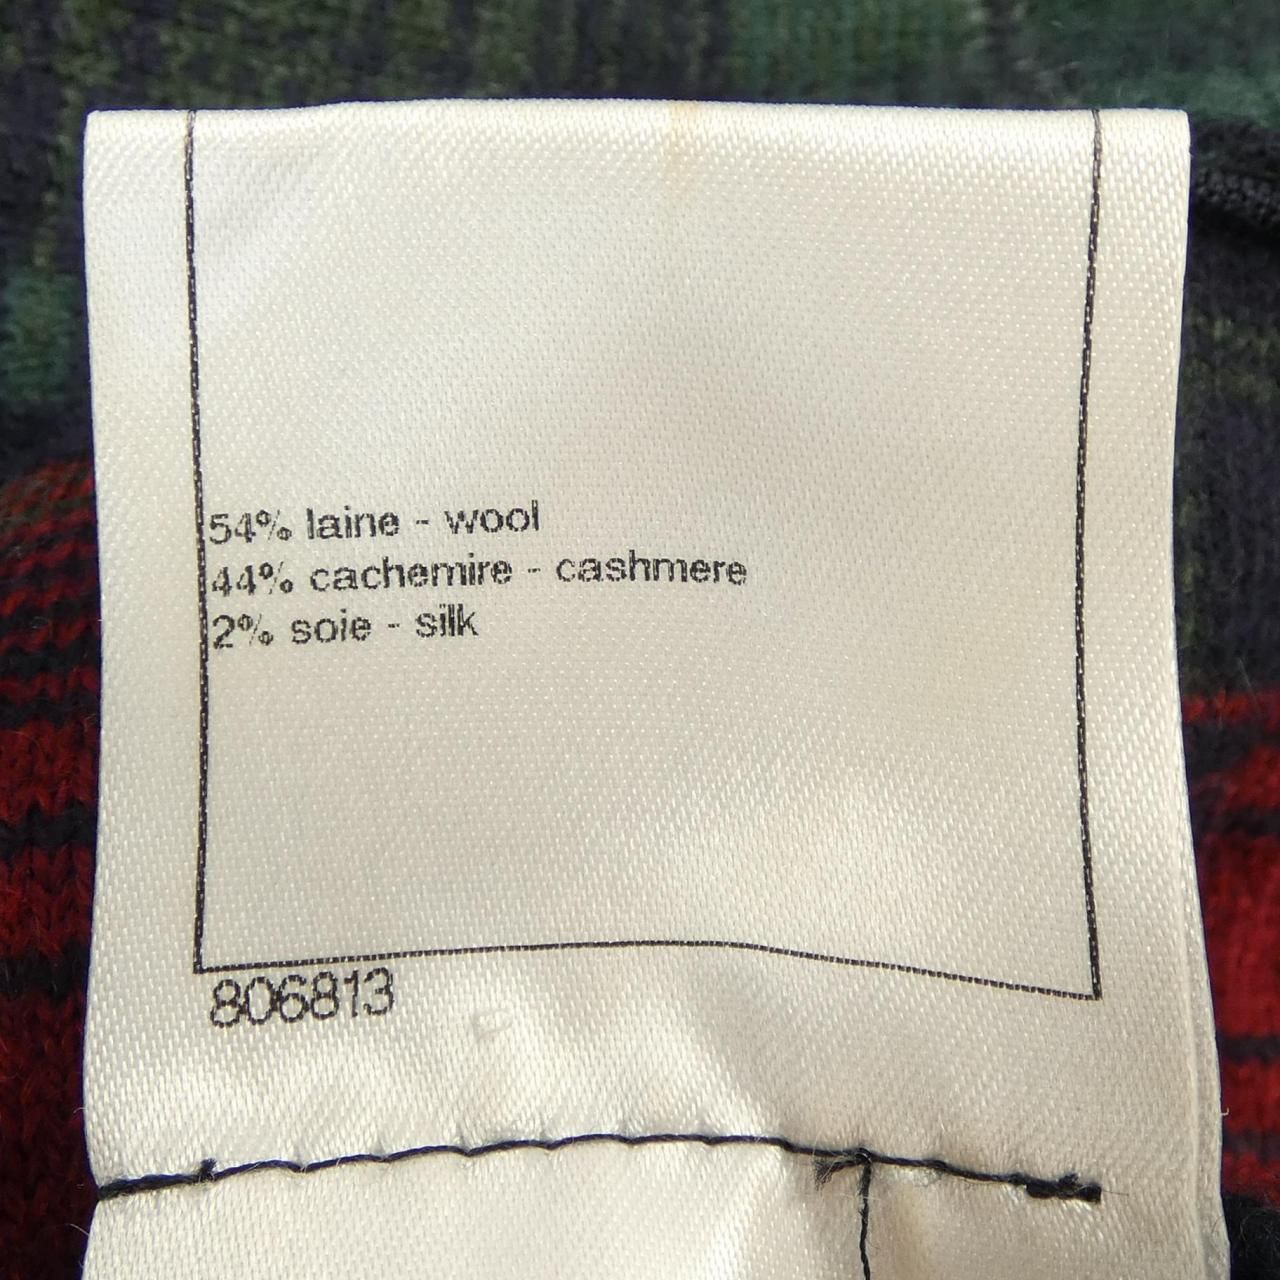 54% laine - wool
44% cachemire - cashmere
2% soie - silk
806813